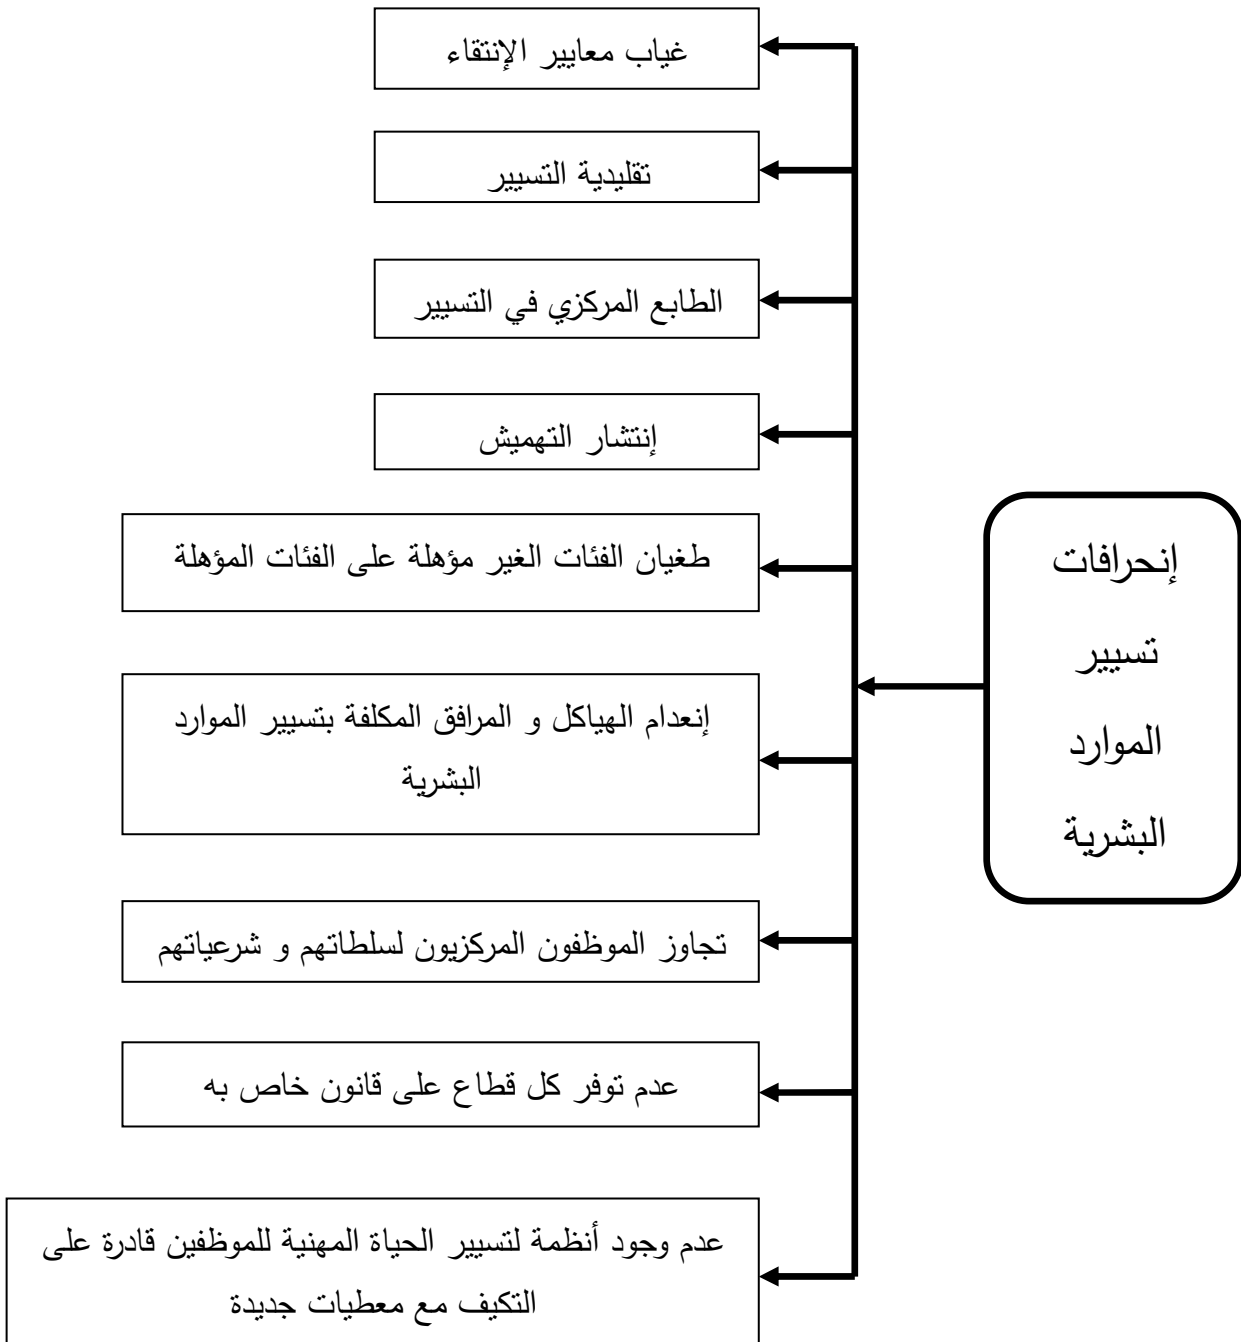 غياب معايير الإنتقاء
تقليدية التسيير
الطابع المركزي في التسيير
إنتشار التهميش
طغيان الفئات الغير مؤهلة على الفئات المؤهلة
إنحرافات
تسيير
الموارد
البشرية
إنعدام الهياكل و المرافق المكلفة بتسيير الموارد
البشرية
تجاوز الموظفون المركزيون لسلطاتهم و شرعياتهم
عدم توفر كل قطاع على قانون خاص به
عدم وجود أنظمة لتسيير الحياة المهنية للموظفين قادرة على
التكيف مع معطيات جديدة